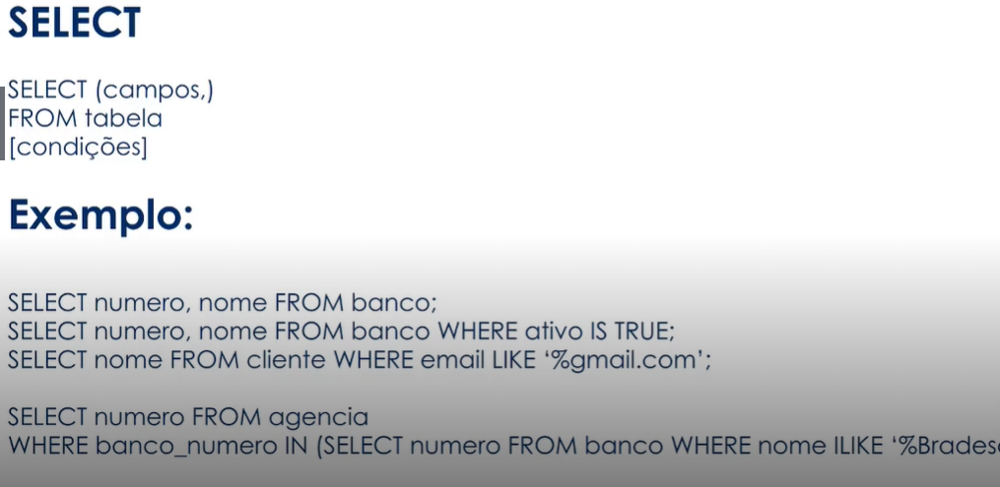 SELECT
SELECT (campos,)
FROM tabela
[condições]
Exemplo:
SELECT numero, nome FROM banco;
SELECT numero, nome FROM banco WHERE ativo IS TRUE;
SELECT nome FROM cliente WHERE email LIKE ‘%gmail.com’;
SELECT numero FROM agencia
WHERE banco_numero IN (SELECT numero FROM banco WHERE nome ILIKE